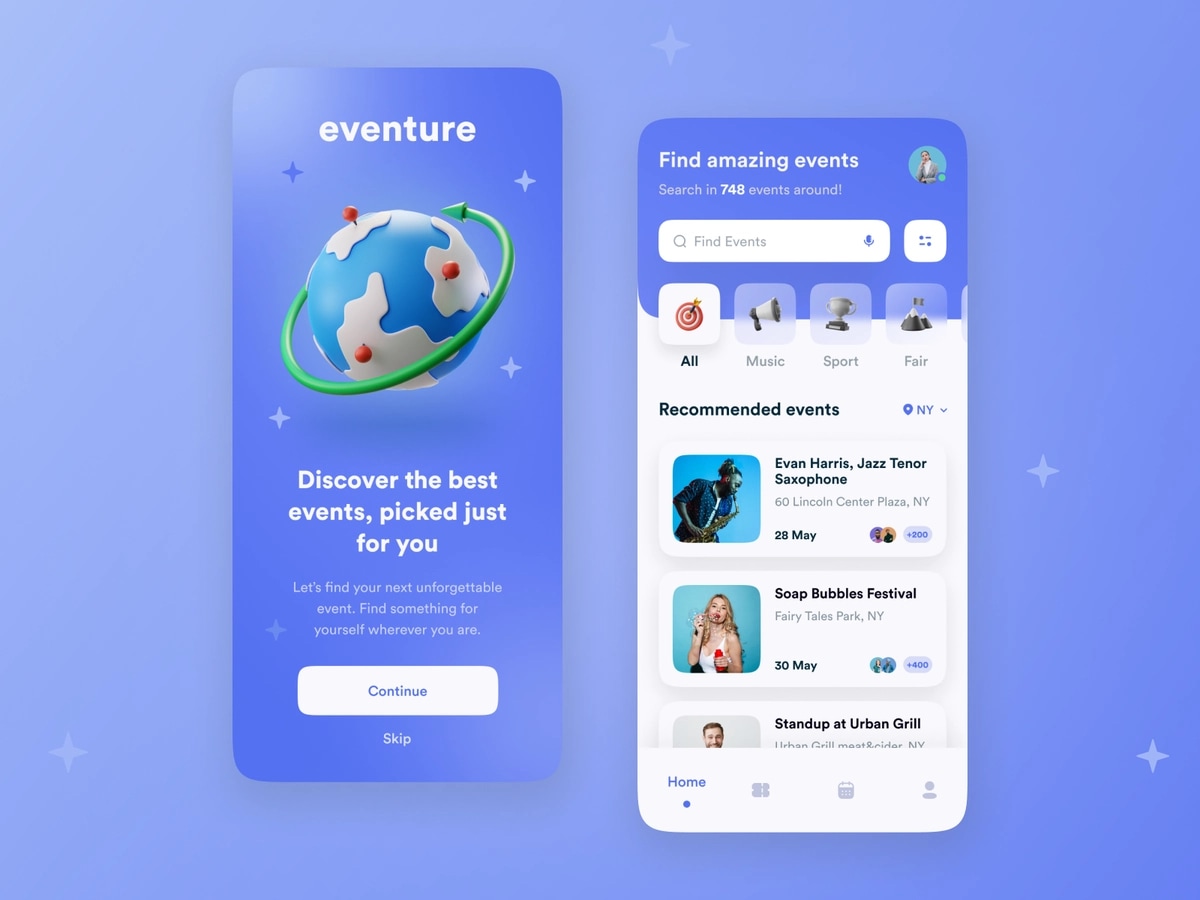 eventure
Discover the best
events, picked just
for you
Let's find your next unforgettable
event. Find something for
yourself wherever you are.
Continue
Skip
Find amazing events
Search in 748 events around!
Find Events
All
Music
Sport
Fair
Recommended events
NY
Evan Harris, Jazz Tenor
Saxophone
60 Lincoln Center Plaza, NY
28 May
+200
Soap Bubbles Festival
Fairy Tales Park, NY
30 May
+400
Standup at Urban Grill
Urban Grill meat&cider, NY
Home